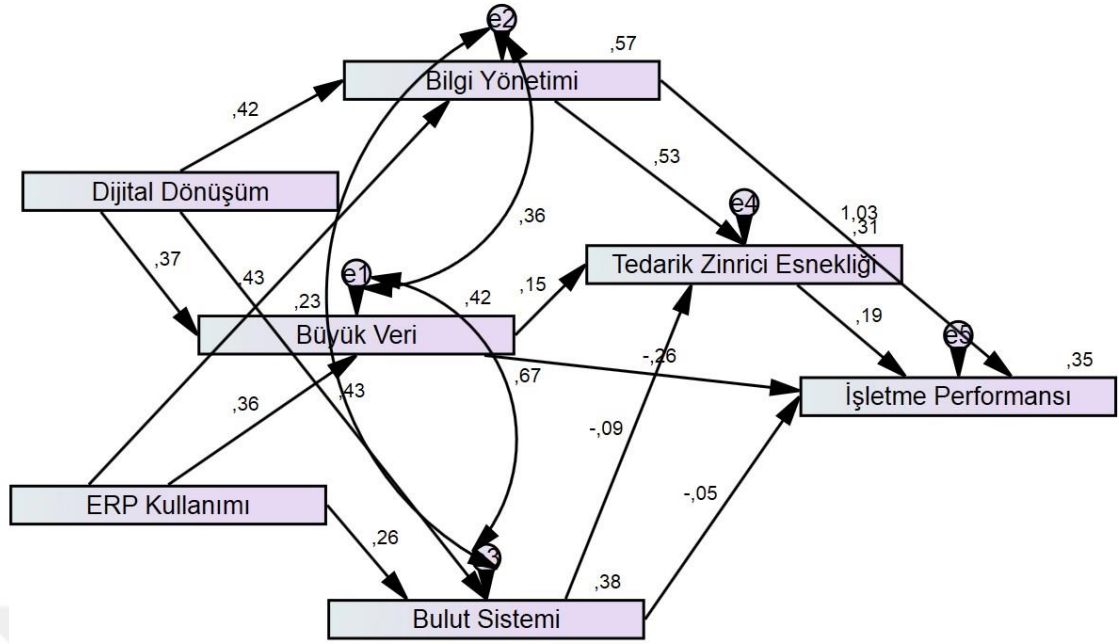 e2
,57
Bilgi Yönetimi
,42
,53
Dijital Dönüşüm
e4
,36
1,03
,31
,37
Tedarik Zinrici Esnekliği
e1
,43
,23
,42
,15
,19
Büyük Veri
e5
-,26
,35
,67
,43
İşletme Performansı
,36
-,09
ERP Kullanımı
-,05
,26
3
,38
Bulut Sistemi